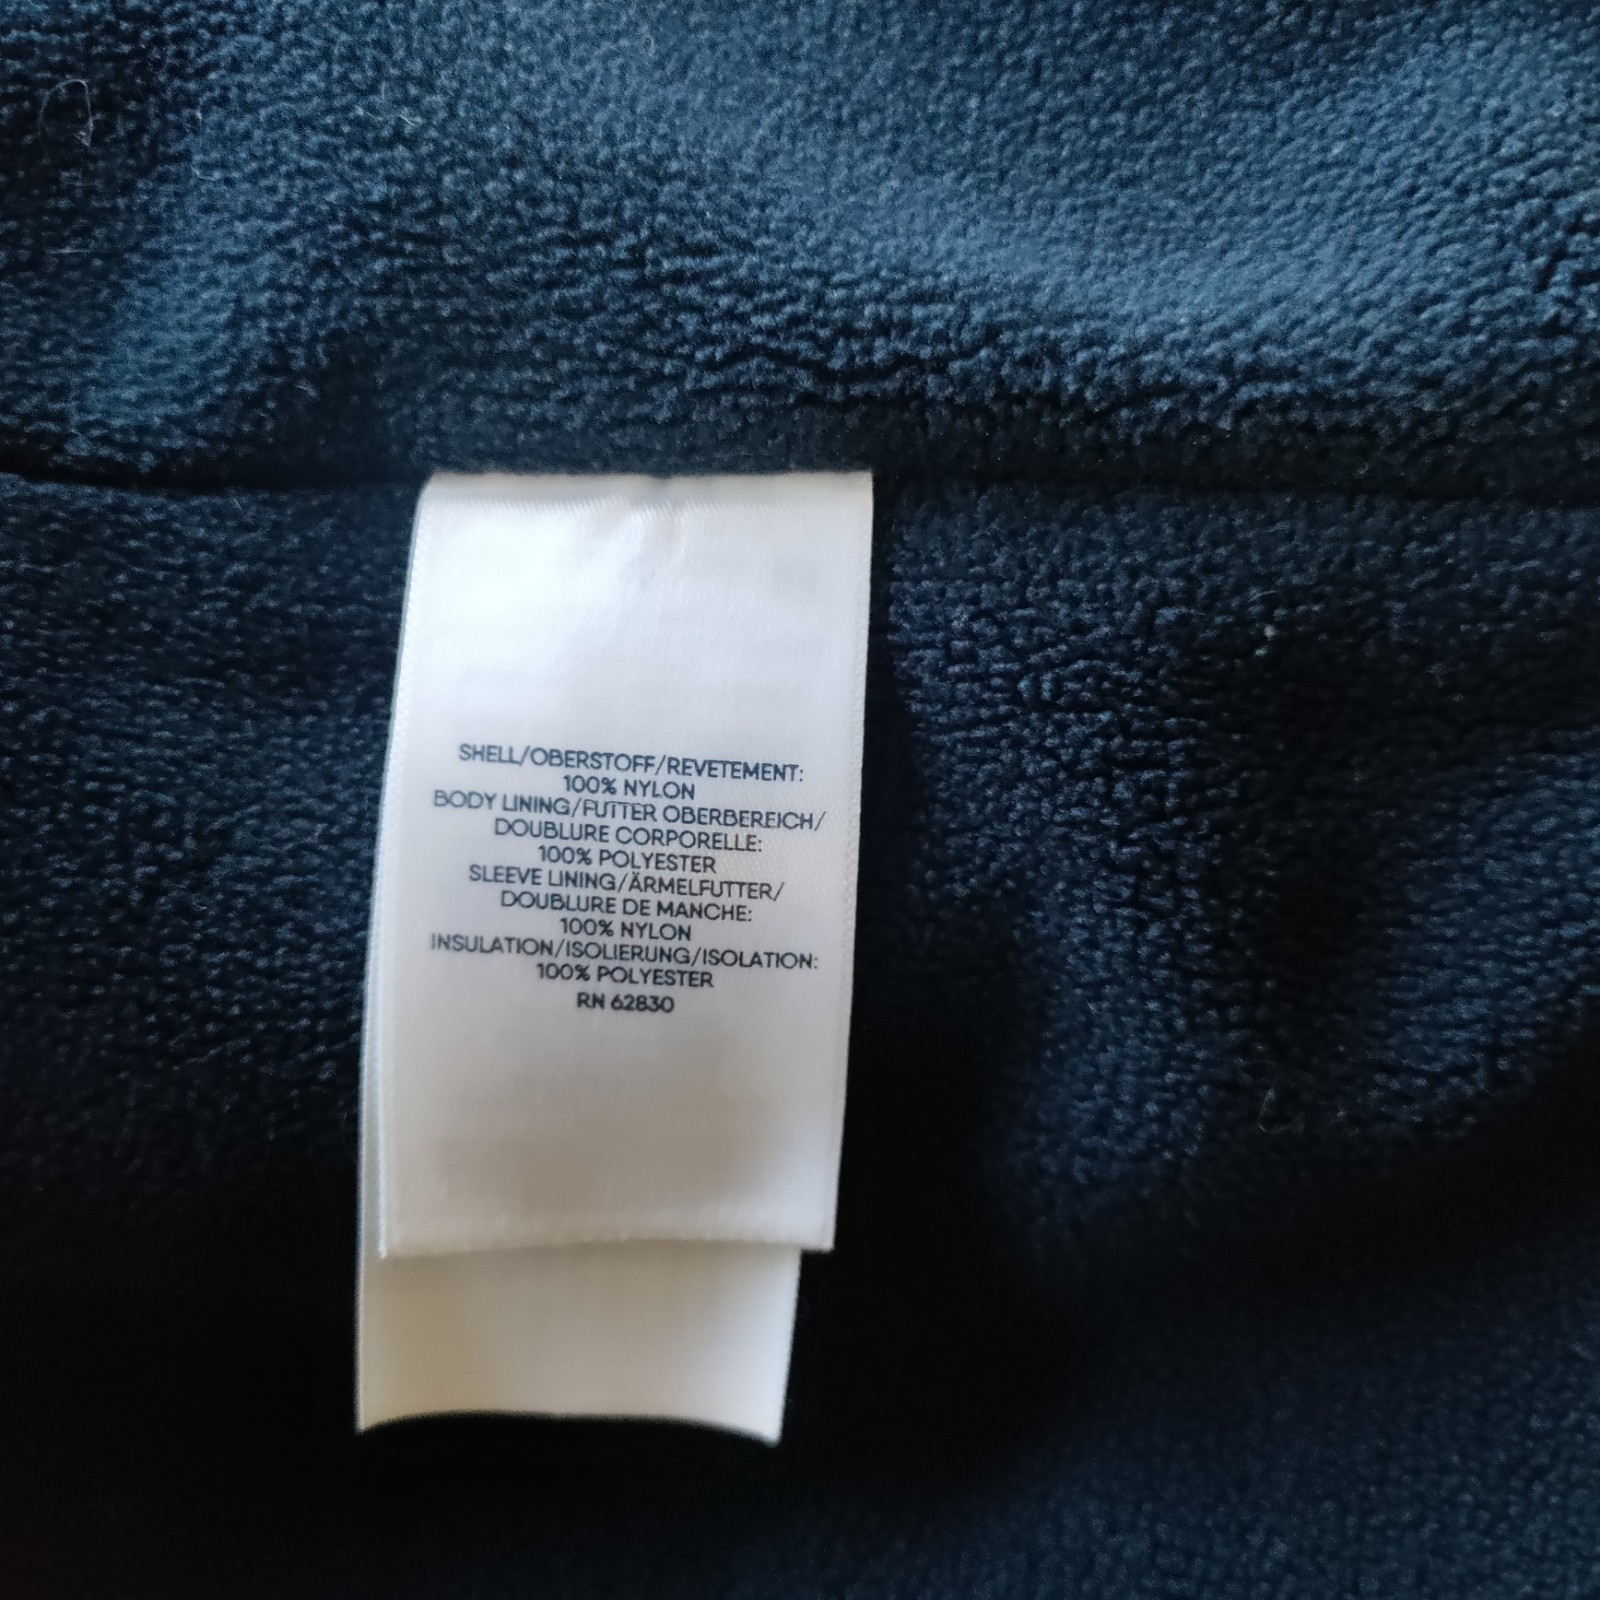 SHELL/OBERSTOFF/REVETEMENT:
100% NYLON
BODY LINING/FUTTER OBERBEREICH/
DOUBLURE CORPORELLE:
100% POLYESTER
SLEEVE LINING/ÄRMELFUTTER/
DOUBLURE DE MANCHE:
100% NYLON
INSULATION/ISOLIERUNG/ISOLATION:
100% POLYESTER
RN 62830